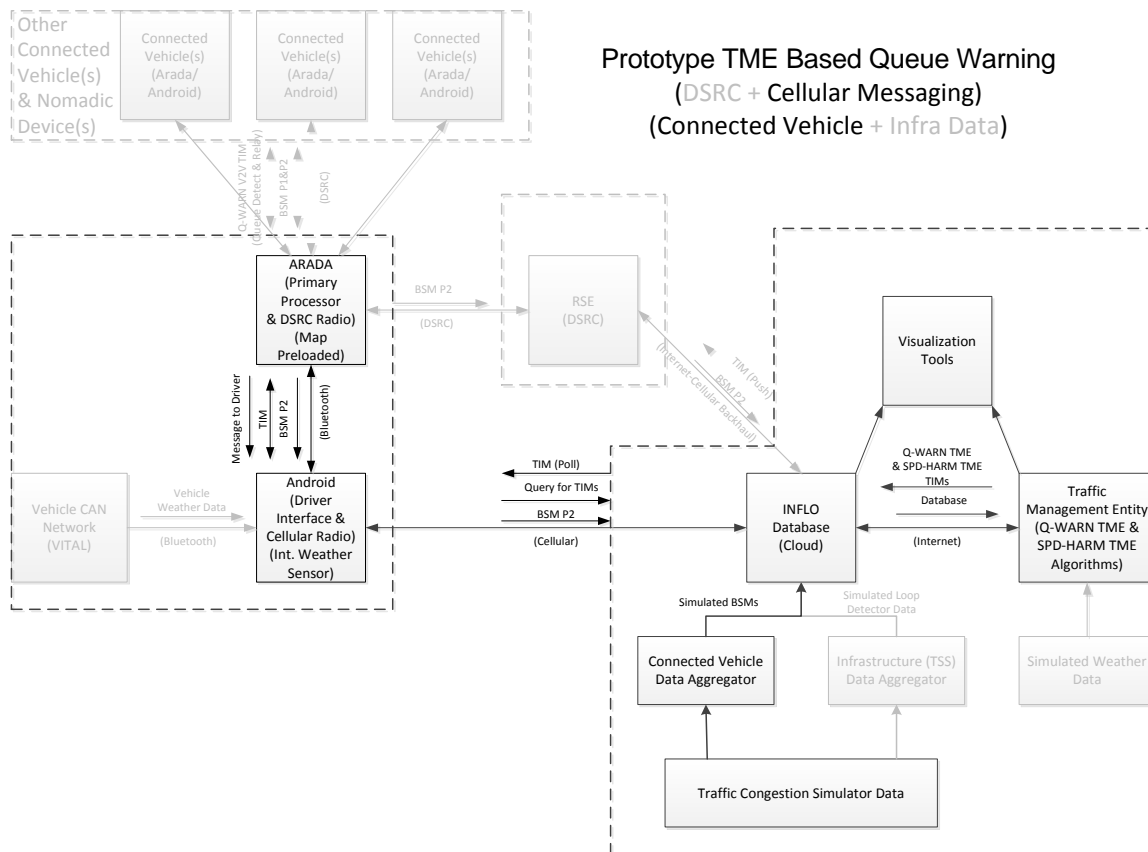 Other
Connected
Vehicle(s)
& Nomadic
Device(s)
Connected
Vehicle(s)
(Arada/
Android)
Connected
Vehicle(s)
(Arada/
Android)
Connected
Vehicle(s)
(Arada/
Android)
Prototype TME Based Queue Warning
(DSRC + Cellular Messaging)
(Connected Vehicle + Infra Data)
Q-WARN V2V TIM
(Queue Detect & Relay)
BSM P1&P2
(DSRC)
ARADA
(Primary
Processor
& DSRC Radio)
(Map
Preloaded)
BSM P2
(DSRC)
RSE
(DSRC)
TIM (Push)
BSM P2
(Internet-Cellular Backhaul)
Visualization
Tools
Message to Driver
TIM
BSM P2
(Bluetooth)
Vehicle CAN
Network
(VITAL)
Vehicle
Weather Data
(Bluetooth)
Android
(Driver
Interface &
Cellular Radio)
(Int. Weather
Sensor)
TIM (Poll)
Query for TIMs
BSM P2
(Cellular)
INFLO
Database
(Cloud)
Q-WARN TME
& SPD-HARM TME
TIMs
Database
(Internet)
Traffic
Management Entity
(Q-WARN TME &
SPD-HARM TME
Algorithms)
Simulated BSMs
Simulated Loop
Detector Data
Connected Vehicle
Data Aggregator
Infrastructure (TSS)
Data Aggregator
Simulated Weather
Data
Traffic Congestion Simulator Data